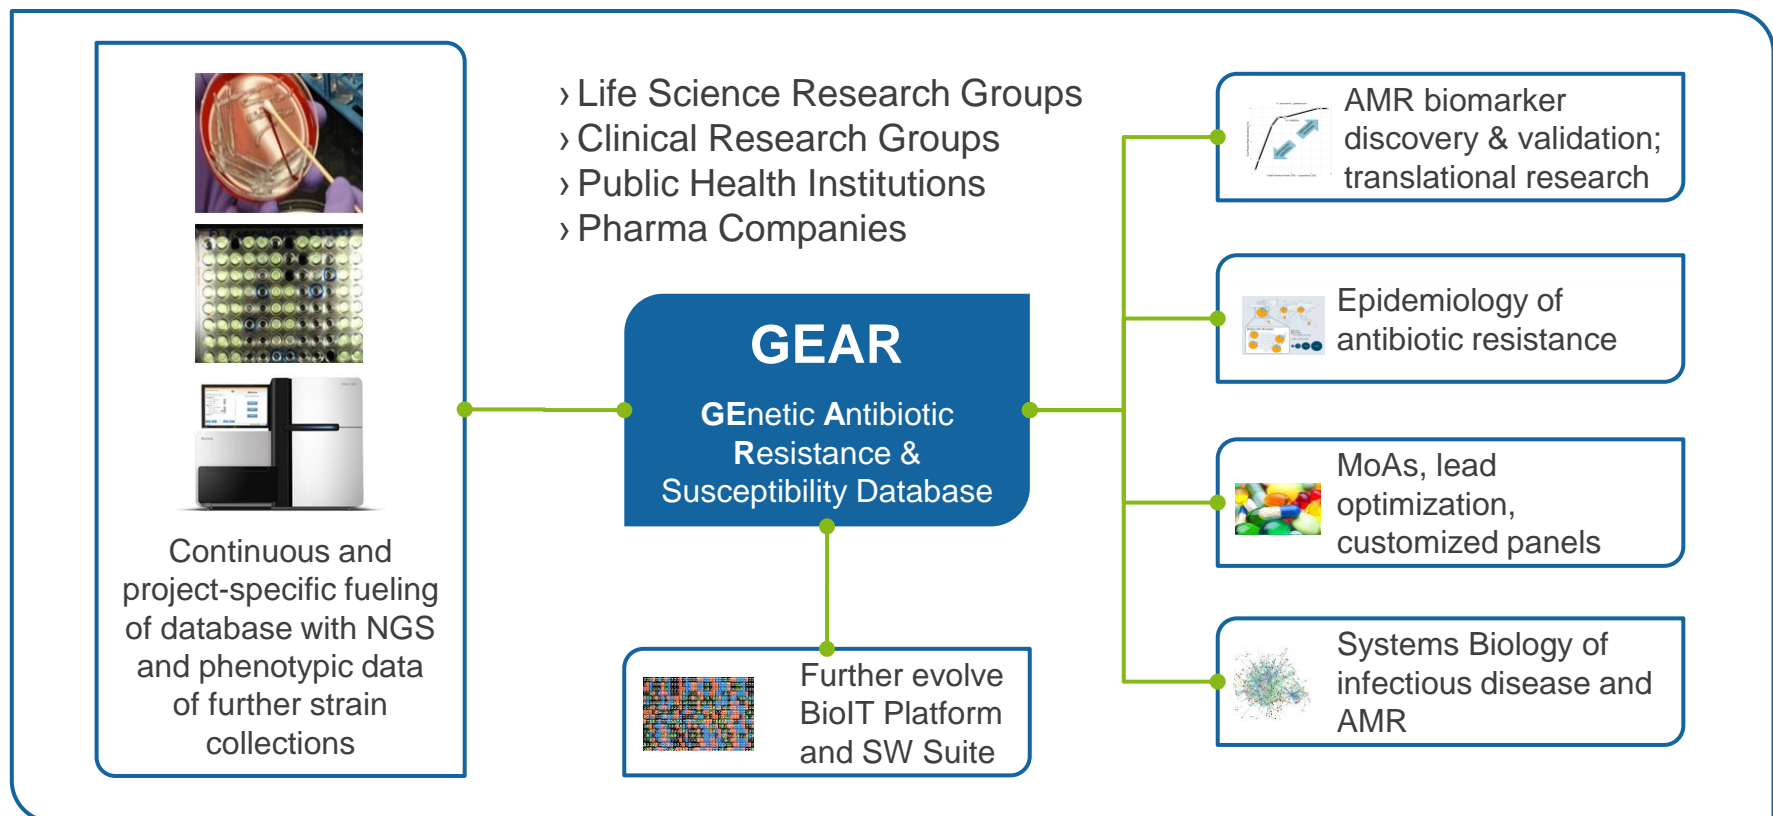 Continuous and
project-specific fueling
of database with NGS
and phenotypic data
of further strain
collections
› Life Science Research Groups
› Clinical Research Groups
› Public Health Institutions
› Pharma Companies
GEAR
GEnetic Antibiotic
Resistance &
Susceptibility Database
Further evolve
BioIT Platform
and SW Suite
AMR biomarker
discovery & validation;
translational research
Epidemiology of
antibiotic resistance
MoAs, lead
optimization,
customized panels
Systems Biology of
infectious disease and
AMR